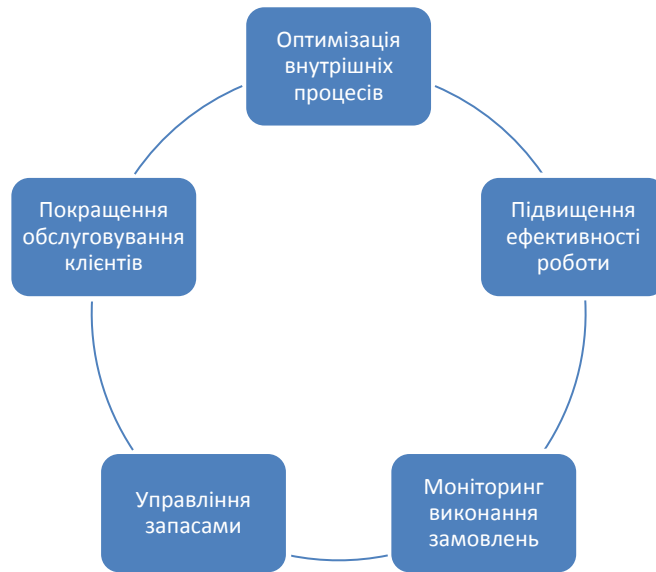 Оптимізація
внутрішніх
процесів
Підвищення
ефективності
роботи
Моніторинг
виконання
замовлень
Управління
запасами
Покращення
обслуговування
клієнтів